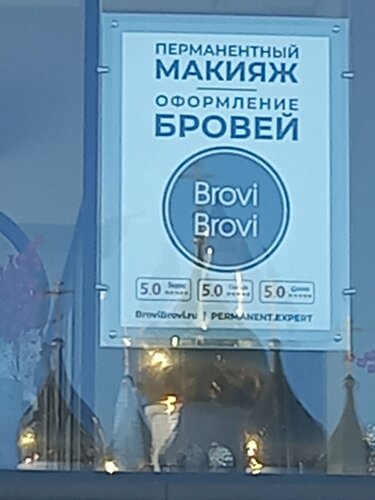 ПЕРМАНЕНТНЫЙ
МАКИЯЖ
ОФОРМЛЕНИЕ
БРОВЕЙ
Brovi
Brovi
5.0 5.0 5.0
BroviBrovi.ru | PERMANENT.EXPERT